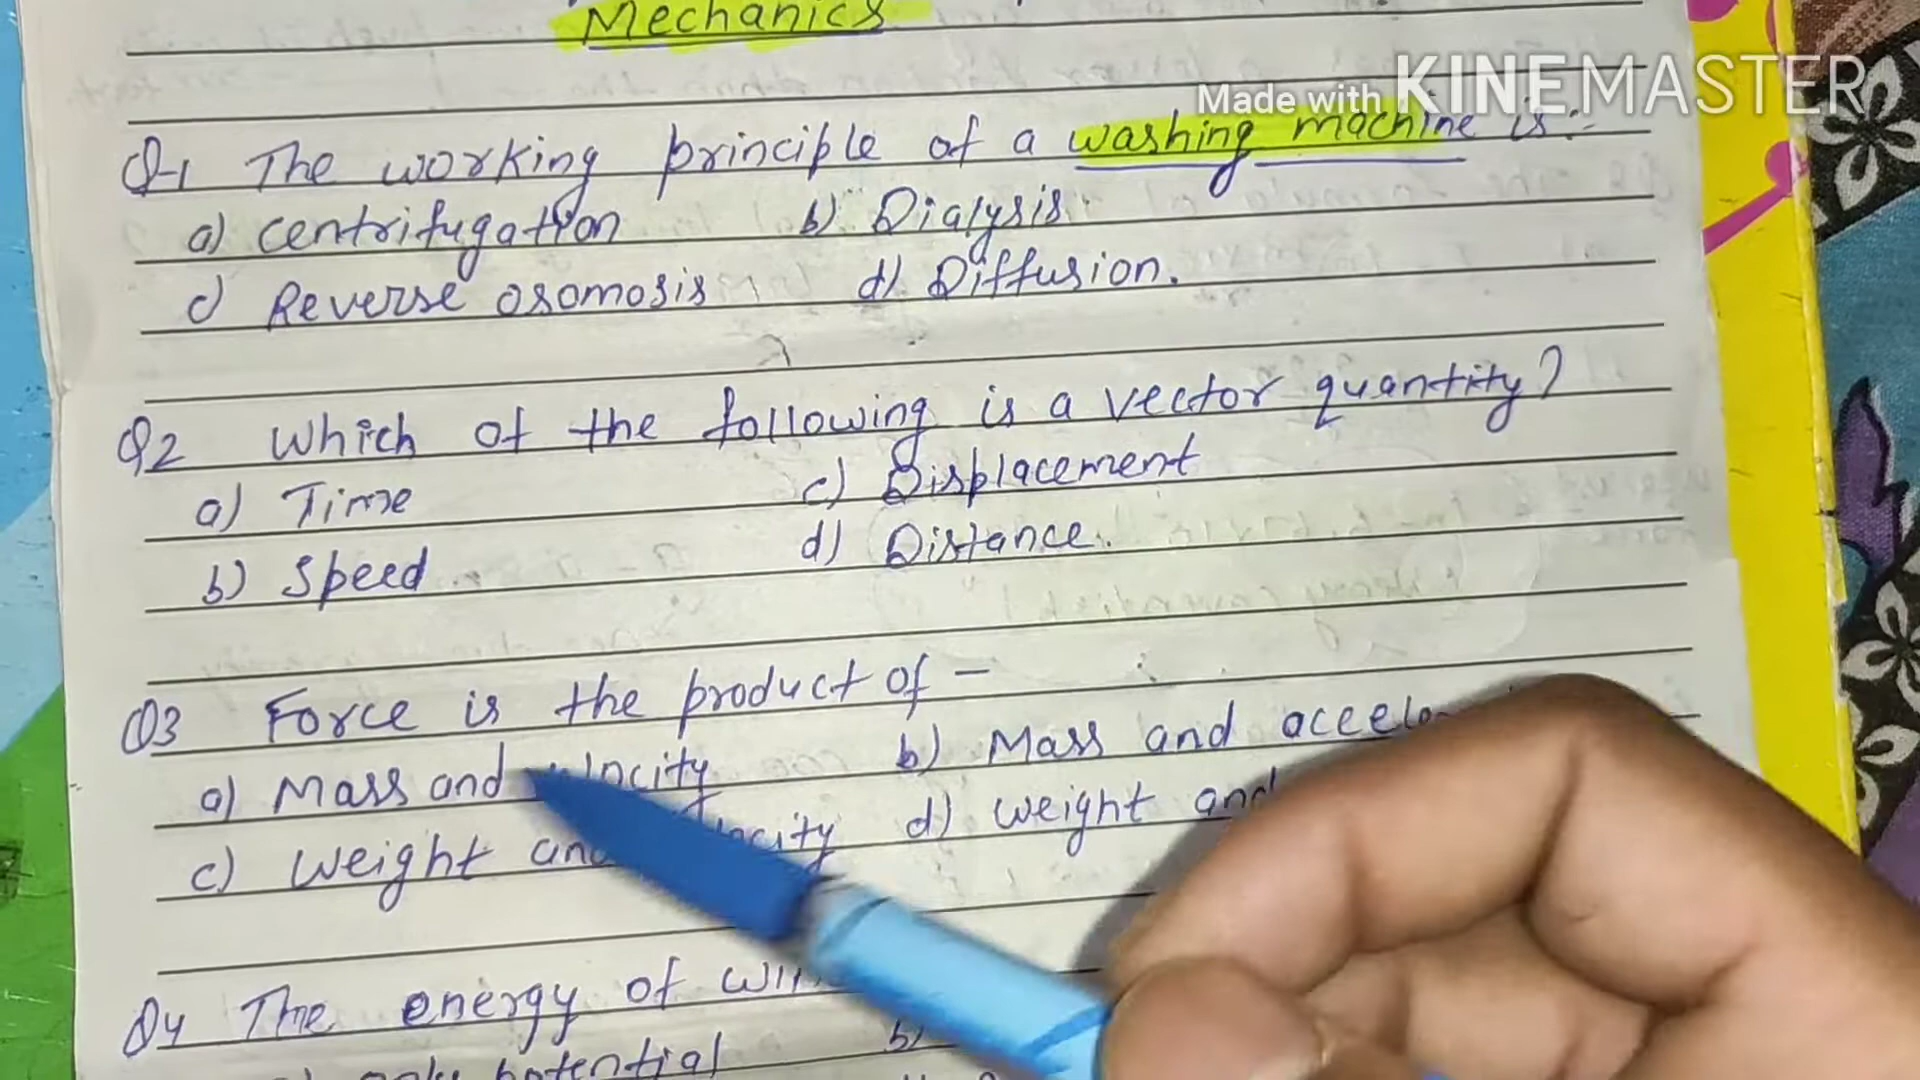 Mechanics
Made with KINEMASTER
Q1 The working principle of a washing machine is:-
a) centrifugation b) Dialysis
c) Reverse osomosis d) Diffusion.
Q2 Which of the following is a vector quantity?
a) Time c) Displacement
b) Speed d) Distance.
Q3 Force is the product of -
a) Mass and b) Mass and
c) Weight d) Weight and
Q4 The energy of
potential b)